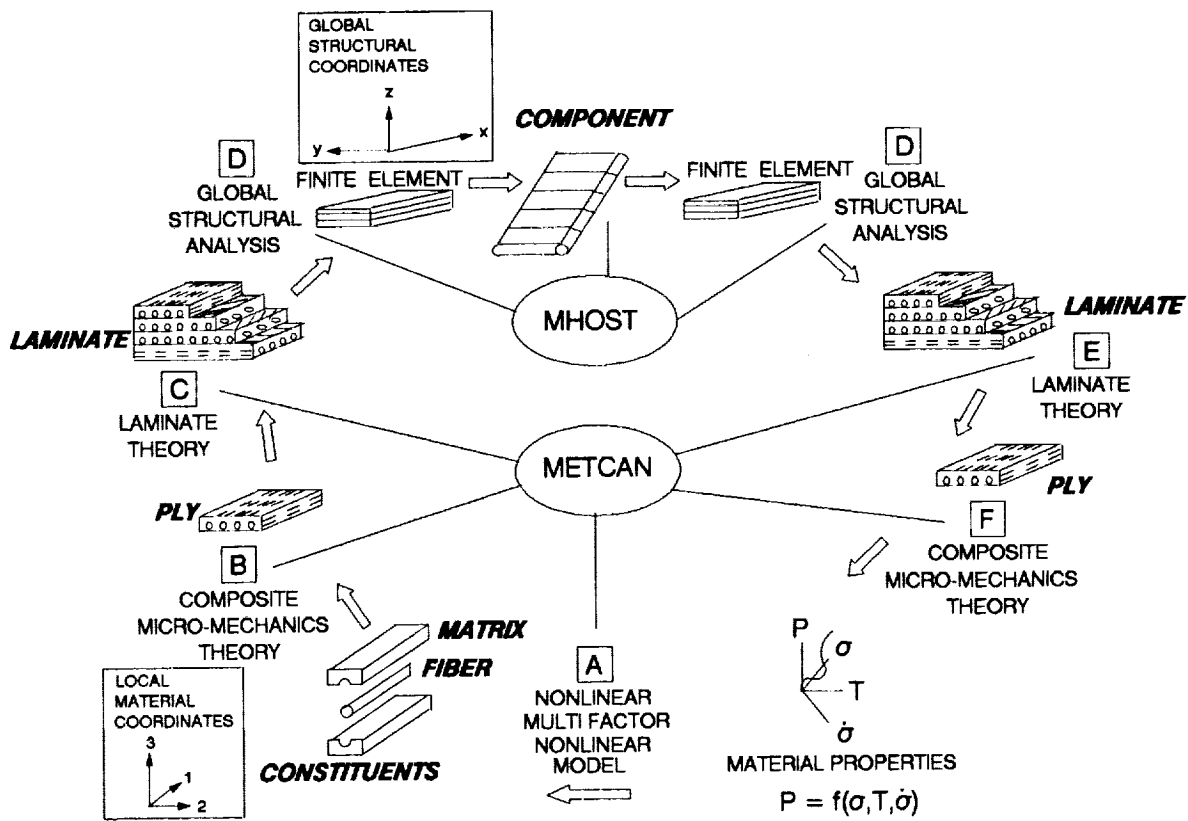 GLOBAL
STRUCTURAL
COORDINATES
z
y
x
COMPONENT
D
GLOBAL
STRUCTURAL
ANALYSIS
FINITE ELEMENT
FINITE ELEMENT
D
GLOBAL
STRUCTURAL
ANALYSIS
MHOST
LAMINATE
C
LAMINATE
THEORY
LAMINATE
E
LAMINATE
THEORY
METCAN
PLY
B
COMPOSITE
MICRO-MECHANICS
THEORY
PLY
F
COMPOSITE
MICRO-MECHANICS
THEORY
MATRIX
FIBER
CONSTITUENTS
LOCAL
MATERIAL
COORDINATES
3
1
2
A
NONLINEAR
MULTI FACTOR
NONLINEAR
MODEL
P
σ
T
σ̇
MATERIAL PROPERTIES
P = f(σ,T,σ̇)